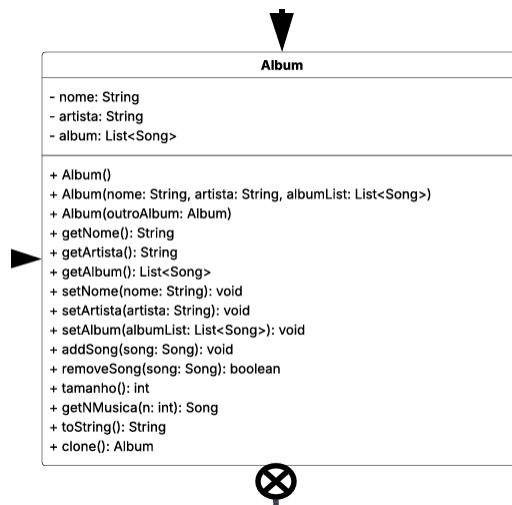 Album
- nome: String
- artista: String
- album: List<Song>
+ Album()
+ Album(nome: String, artista: String, albumList: List<Song>)
+ Album(outroAlbum: Album)
+ getNome(): String
+ getArtista(): String
+ getAlbum(): List<Song>
+ setNome(nome: String): void
+ setArtista(artista: String): void
+ setAlbum(albumList: List<Song>): void
+ addSong(song: Song): void
+ removeSong(song: Song): boolean
+ tamanho(): int
+ getNMusica(n: int): Song
+ toString(): String
+ clone(): Album